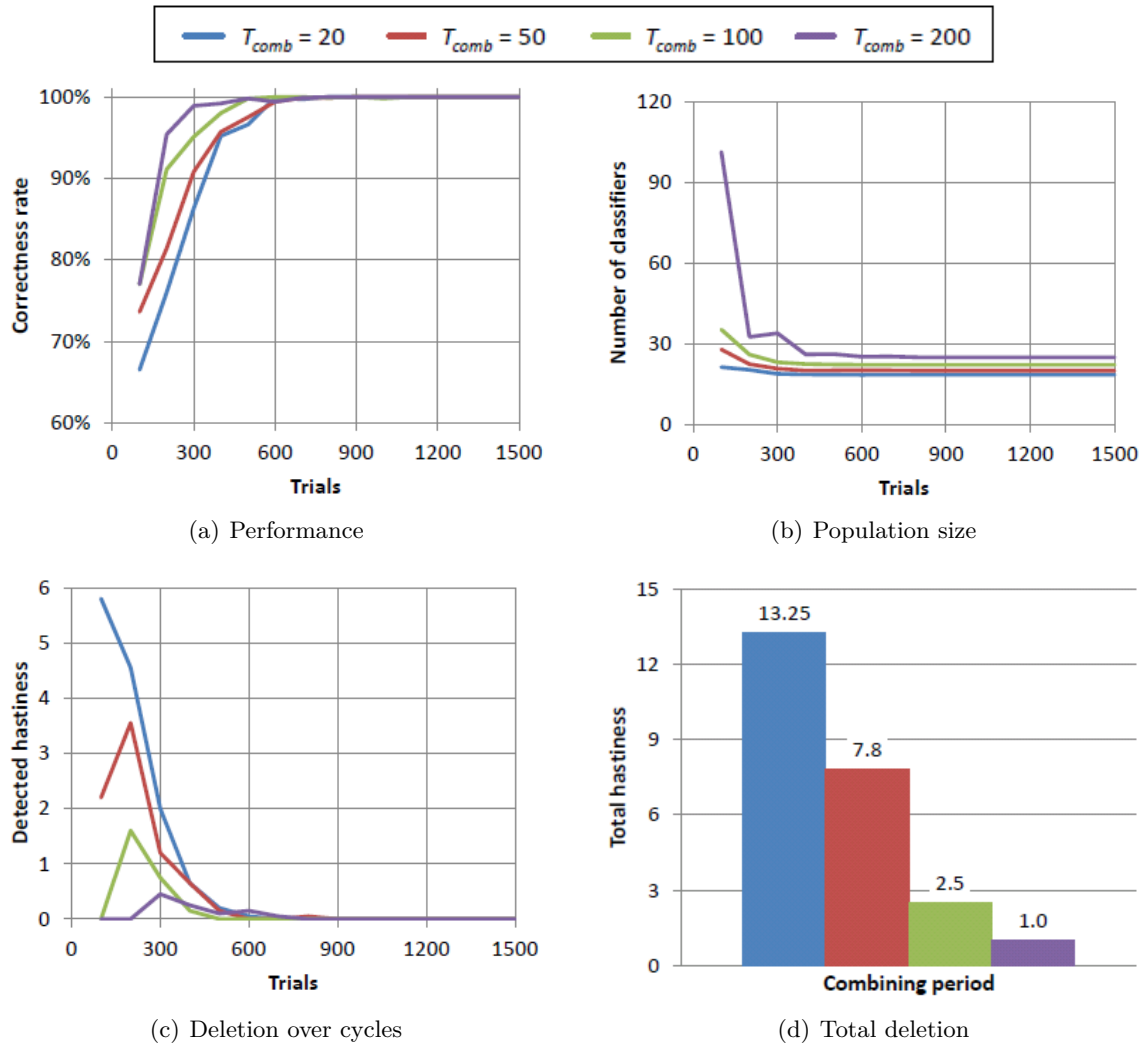 T_comb = 20 T_comb = 50 T_comb = 100 T_comb = 200
100%
90%
80%
70%
60%
Correctness rate
0 300 600 900 1200 1500
Trials
(a) Performance
120
90
60
30
0
Number of classifiers
0 300 600 900 1200 1500
Trials
(b) Population size
6
5
4
3
2
1
0
Detected hastiness
0 300 600 900 1200 1500
Trials
(c) Deletion over cycles
15
12
9
6
3
0
Total hastiness
13.25
7.8
2.5
1.0
Combining period
(d) Total deletion